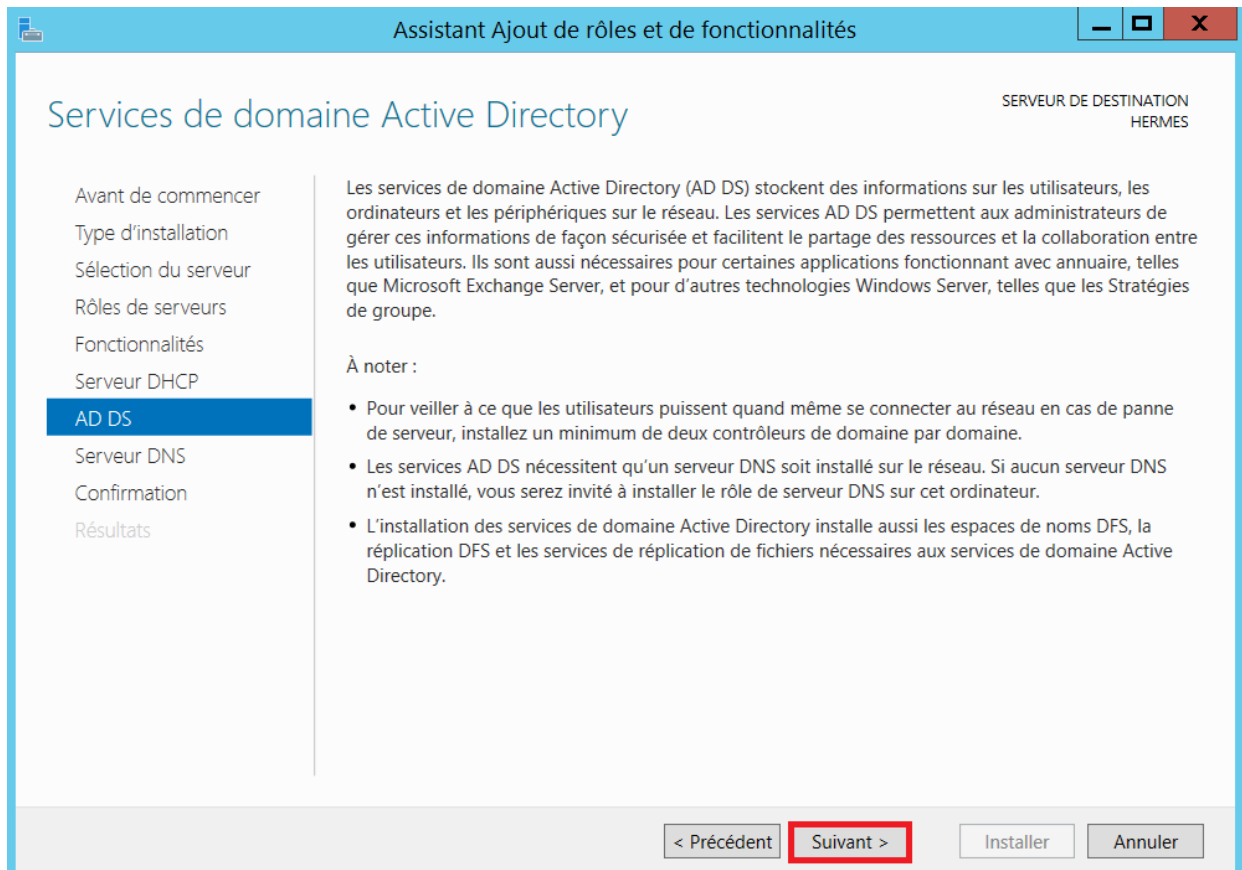 Assistant Ajout de rôles et de fonctionnalités
Services de domaine Active Directory
SERVEUR DE DESTINATION
HERMES
Avant de commencer
Type d'installation
Sélection du serveur
Rôles de serveurs
Fonctionnalités
Serveur DHCP
AD DS
Serveur DNS
Confirmation
Résultats
Les services de domaine Active Directory (AD DS) stockent des informations sur les utilisateurs, les
ordinateurs et les périphériques sur le réseau. Les services AD DS permettent aux administrateurs de
gérer ces informations de façon sécurisée et facilitent le partage des ressources et la collaboration entre
les utilisateurs. Ils sont aussi nécessaires pour certaines applications fonctionnant avec annuaire, telles
que Microsoft Exchange Server, et pour d'autres technologies Windows Server, telles que les Stratégies
de groupe.
À noter :
• Pour veiller à ce que les utilisateurs puissent quand même se connecter au réseau en cas de panne
de serveur, installez un minimum de deux contrôleurs de domaine par domaine.
• Les services AD DS nécessitent qu'un serveur DNS soit installé sur le réseau. Si aucun serveur DNS
n'est installé, vous serez invité à installer le rôle de serveur DNS sur cet ordinateur.
• L'installation des services de domaine Active Directory installe aussi les espaces de noms DFS, la
réplication DFS et les services de réplication de fichiers nécessaires aux services de domaine Active
Directory.
< Précédent
Suivant >
Installer
Annuler